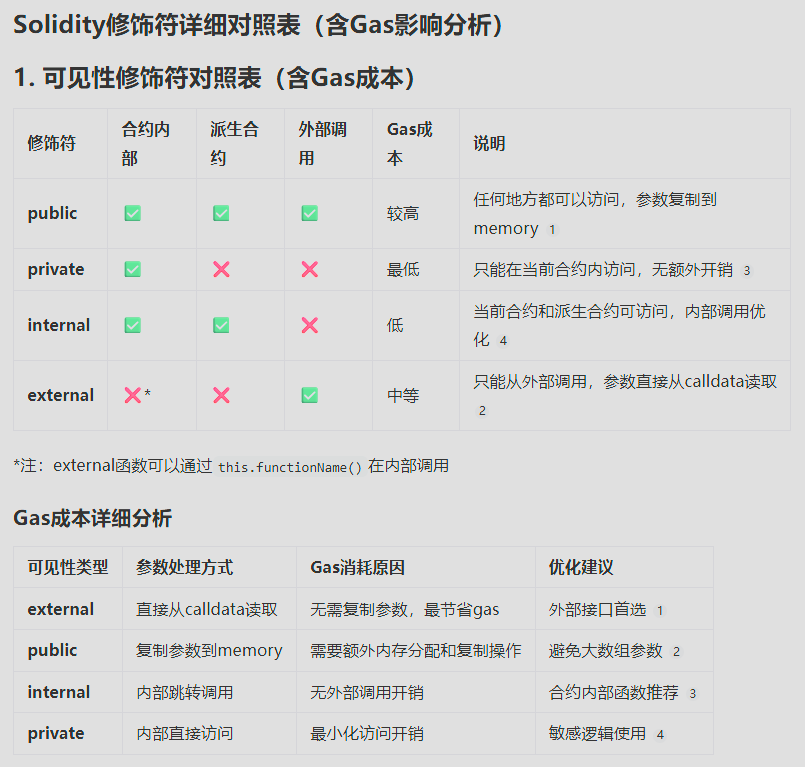 Solidity修饰符详细对照表（含Gas影响分析）
1. 可见性修饰符对照表（含Gas成本）
修饰符 合约内部 派生合约 外部调用 Gas成本 说明
public ✅ ✅ ✅ 较高 任何地方都可以访问，参数复制到memory 1
private ✅ ❌ ❌ 最低 只能在当前合约内访问，无额外开销 3
internal ✅ ✅ ❌ 低 当前合约和派生合约可访问，内部调用优化 4
external ❌* ❌ ✅ 中等 只能从外部调用，参数直接从calldata读取 2
*注：external函数可以通过 this.functionName() 在内部调用
Gas成本详细分析
可见性类型 参数处理方式 Gas消耗原因 优化建议
external 直接从calldata读取 无需复制参数，最节省gas 外部接口首选 1
public 复制参数到memory 需要额外内存分配和复制操作 避免大数组参数 2
internal 内部跳转调用 无外部调用开销 合约内部函数推荐 3
private 内部直接访问 最小化访问开销 敏感逻辑使用 4